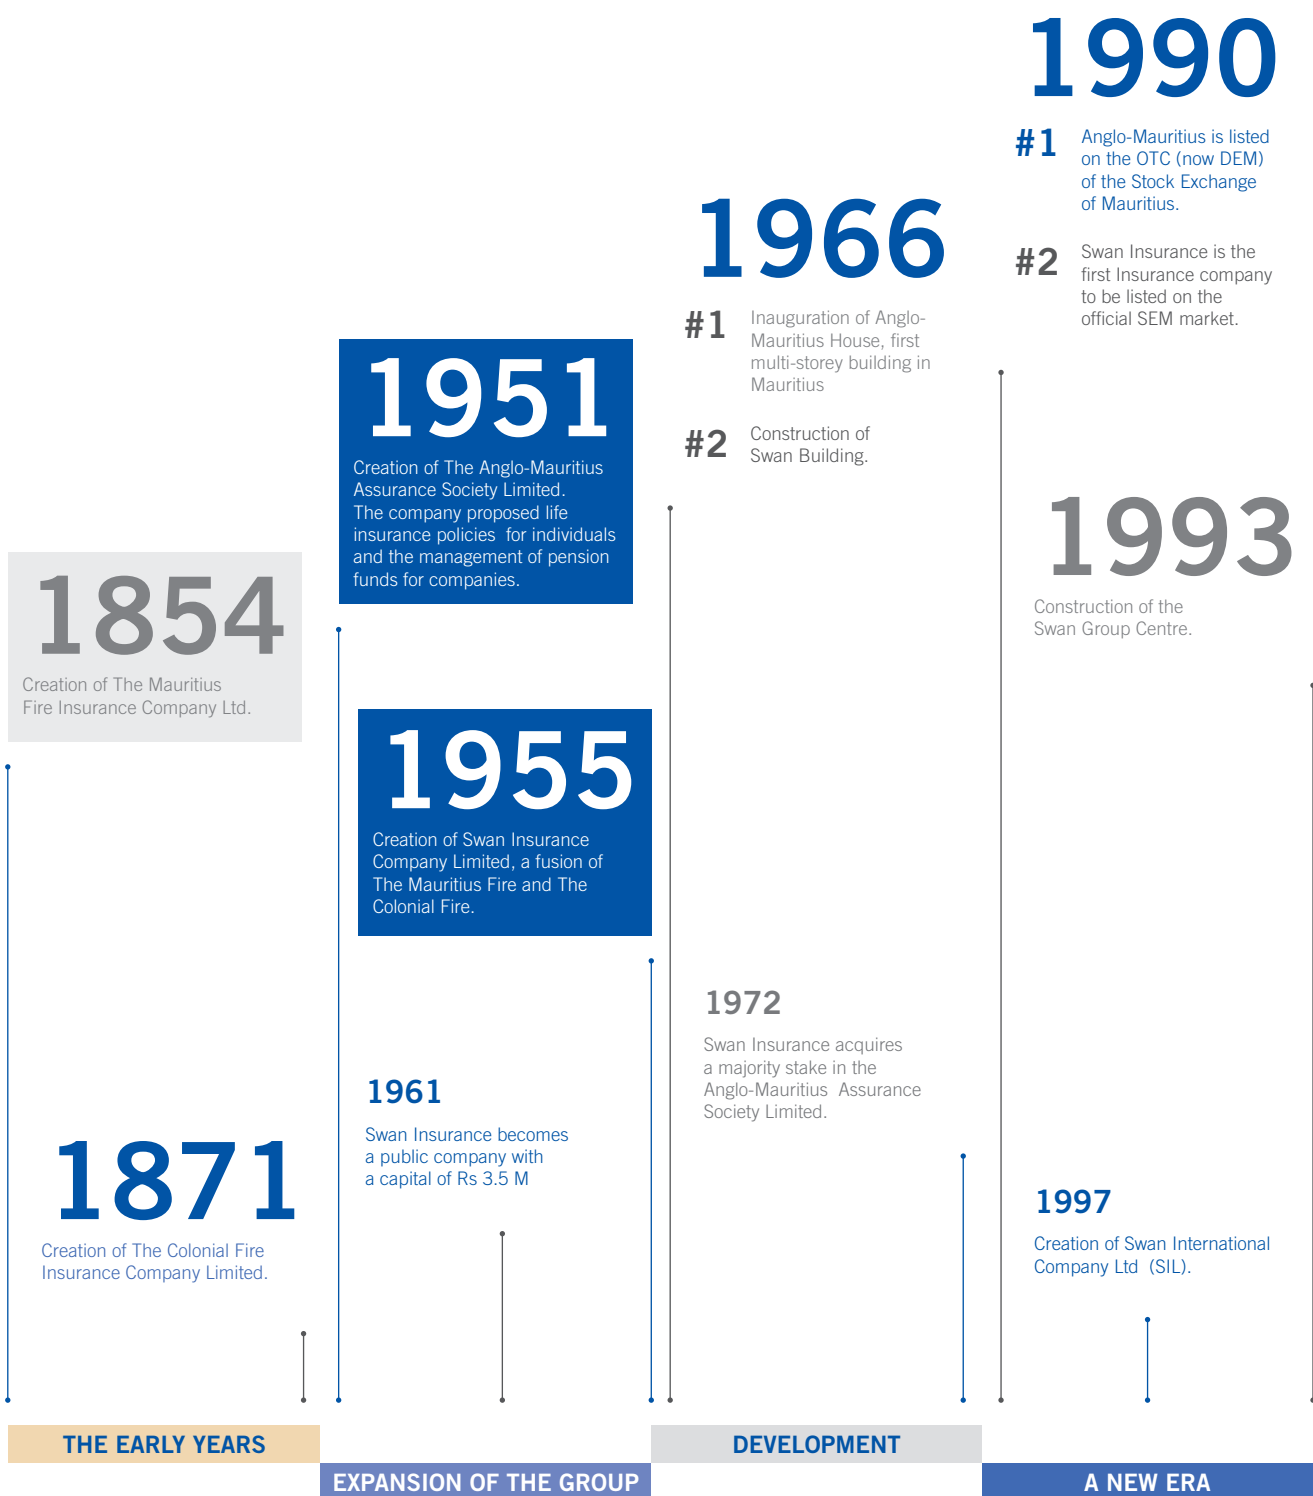 1854
Creation of The Mauritius
Fire Insurance Company Ltd.
1871
Creation of The Colonial Fire
Insurance Company Limited.
THE EARLY YEARS
1951
Creation of The Anglo-Mauritius
Assurance Society Limited.
The company proposed life
insurance policies for individuals
and the management of pension
funds for companies.
1955
Creation of Swan Insurance
Company Limited, a fusion of
The Mauritius Fire and The
Colonial Fire.
1961
Swan Insurance becomes
a public company with
a capital of Rs 3.5 M
EXPANSION OF THE GROUP
1966
#1 Inauguration of Anglo-
Mauritius House, first
multi-storey building in
Mauritius
#2 Construction of
Swan Building.
1972
Swan Insurance acquires
a majority stake in the
Anglo-Mauritius Assurance
Society Limited.
DEVELOPMENT
1990
#1 Anglo-Mauritius is listed
on the OTC (now DEM)
of the Stock Exchange
of Mauritius.
#2 Swan Insurance is the
first Insurance company
to be listed on the
official SEM market.
1993
Construction of the
Swan Group Centre.
1997
Creation of Swan International
Company Ltd (SIL).
A NEW ERA